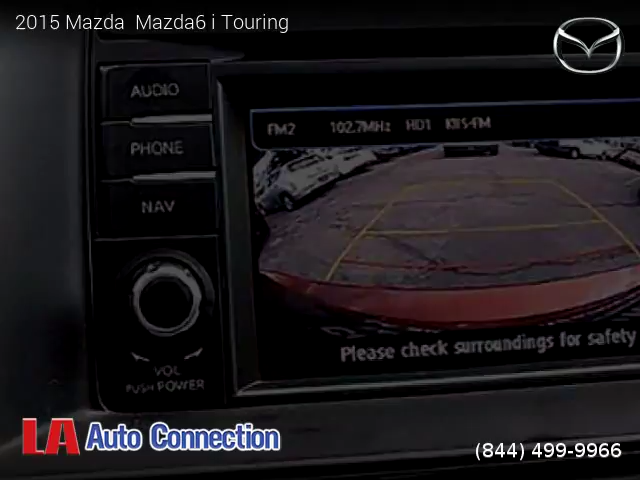 2015 Mazda  Mazda6 i Touring
AUDIO
FM2 102.7MHz HD1 KIIS-FM
PHONE
NAV
VOL
PUSH POWER
Please check surroundings for safety
LA Auto Connection
(844) 499-9966